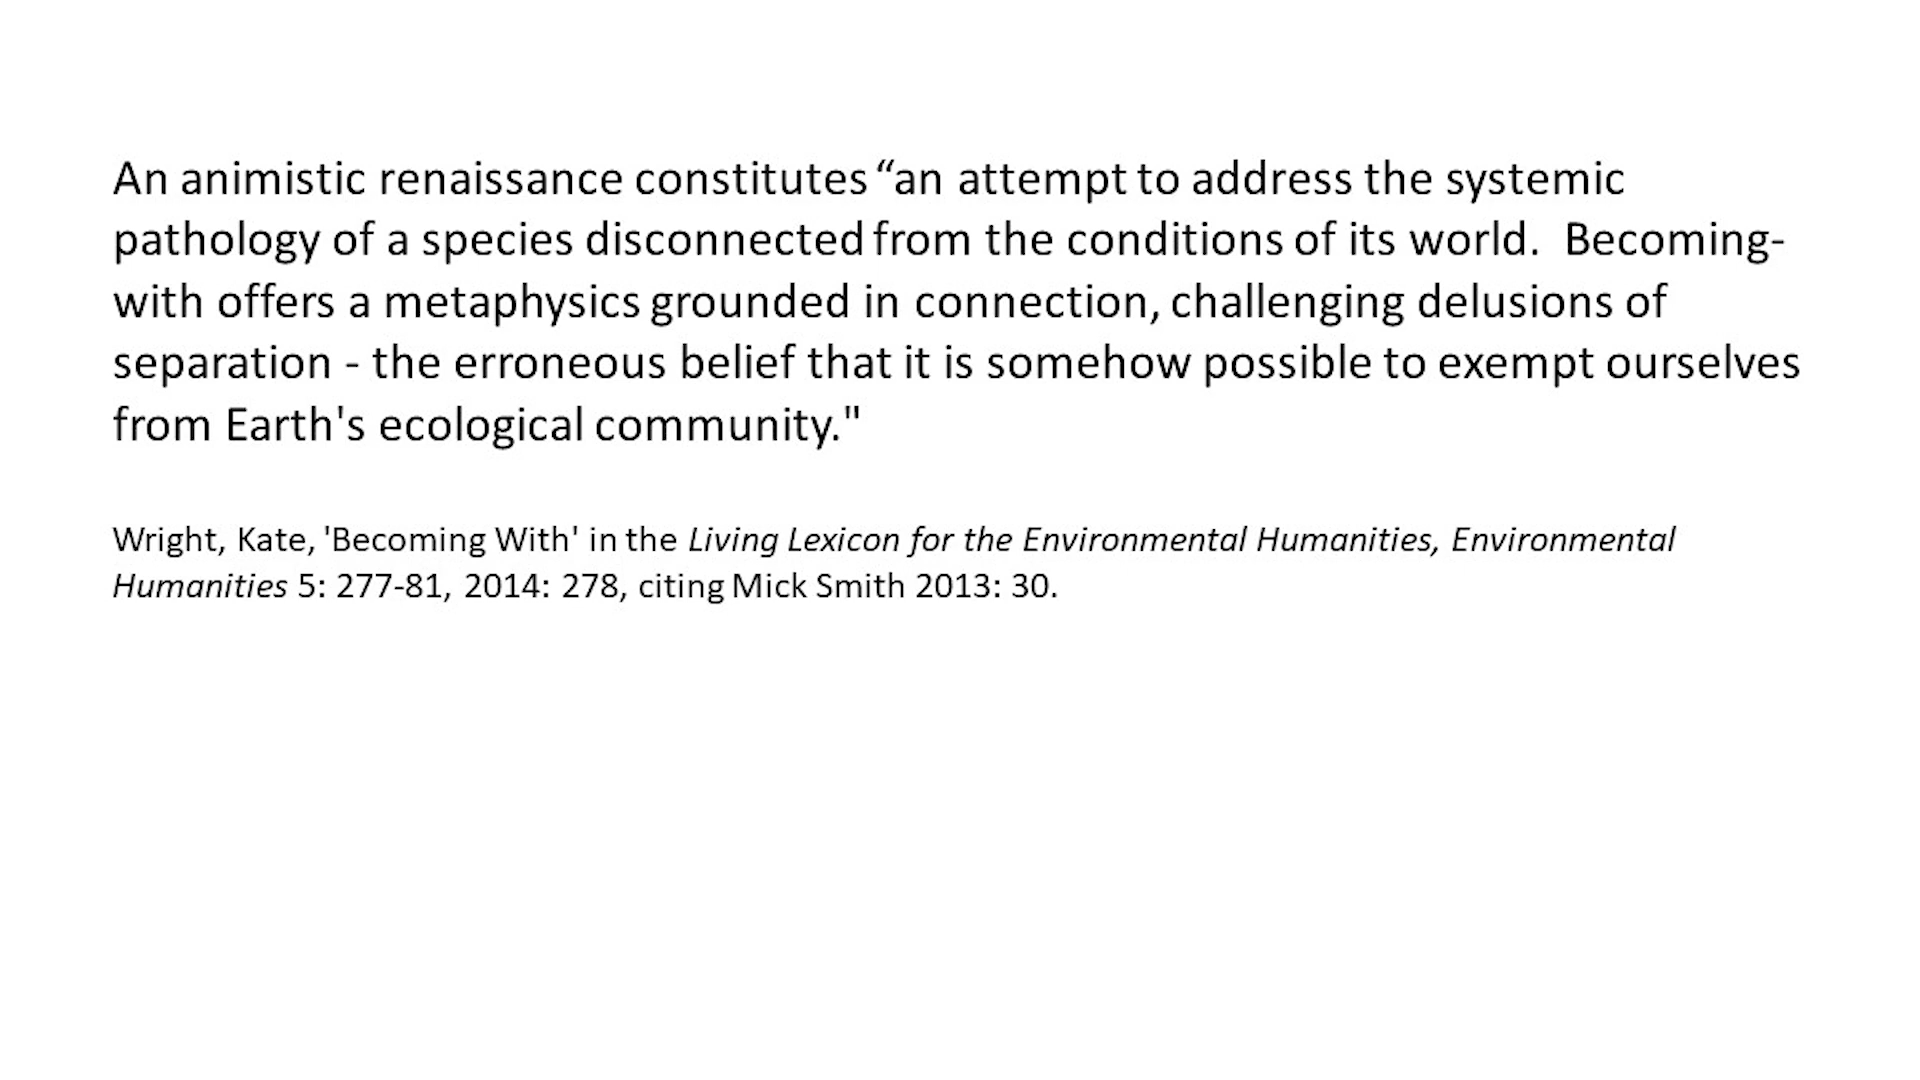 An animistic renaissance constitutes “an attempt to address the systemic
pathology of a species disconnected from the conditions of its world.  Becoming-
with offers a metaphysics grounded in connection, challenging delusions of
separation - the erroneous belief that it is somehow possible to exempt ourselves
from Earth's ecological community."
Wright, Kate, 'Becoming With' in the Living Lexicon for the Environmental Humanities, Environmental
Humanities 5: 277-81, 2014: 278, citing Mick Smith 2013: 30.